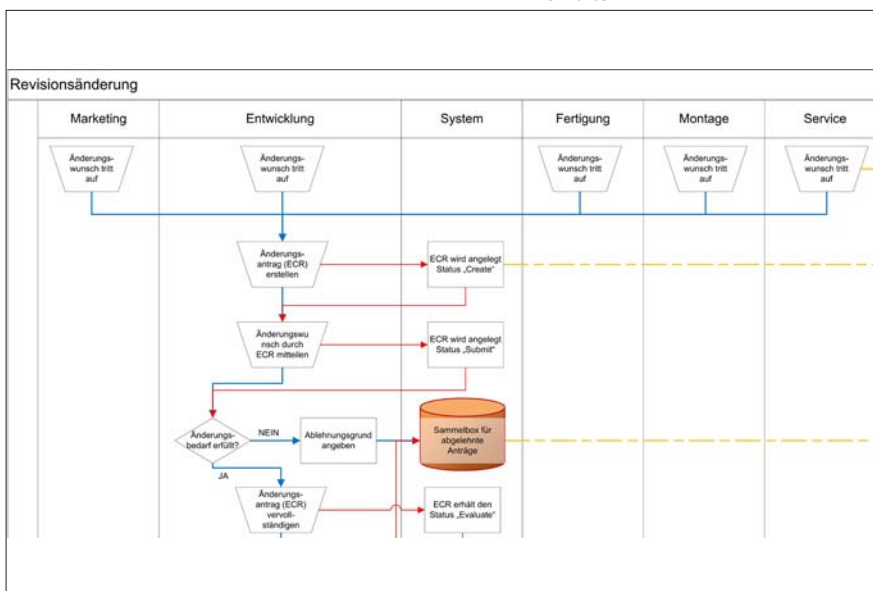 Revisionsänderung
Marketing
Entwicklung
System
Fertigung
Montage
Service
Änderungs-
wunsch tritt
auf
Änderungs-
wunsch tritt
auf
Änderungs-
wunsch tritt
auf
Änderungs-
wunsch tritt
auf
Änderungs-
wunsch tritt
auf
Änderungs-
antrag (ECR)
erstellen
ECR wird angelegt
Status „Create“
Änderungswu
nsch durch
ECR mitteilen
ECR wird angelegt
Status „Submit“
Änderungs-
bedarf erfüllt?
NEIN
Ablehnungsgrund
angeben
Sammelbox für
abgelehnte
Anträge
JA
Änderungs-
antrag (ECR)
vervoll-
ständigen
ECR erhält den
Status „Evaluate“